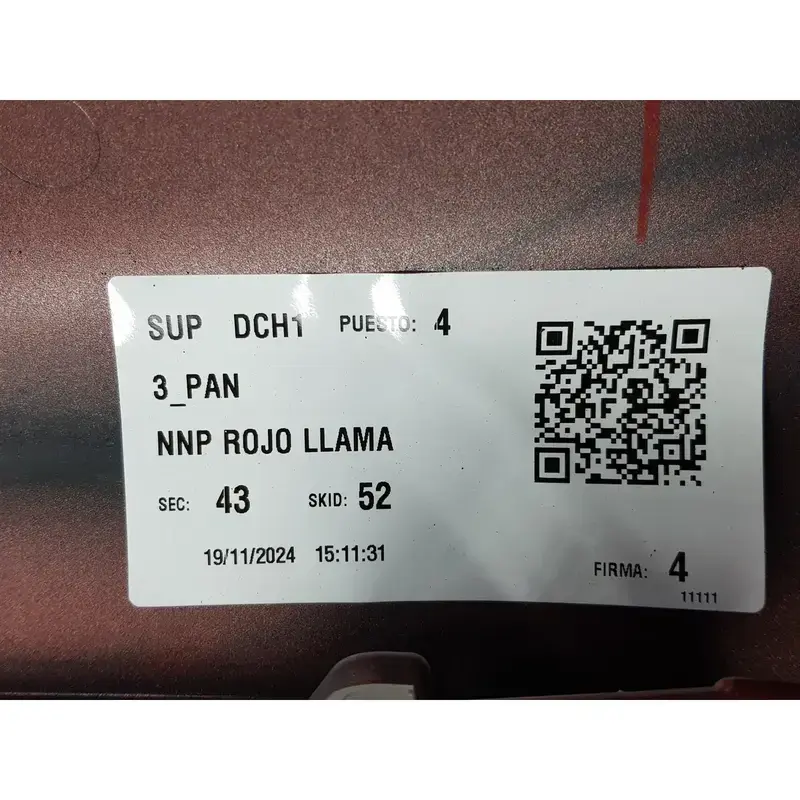 SUP DCH1 PUESTO: 4
3_PAN
NNP ROJO LLAMA
SEC: 43 SKID: 52
19/11/2024 15:11:31
FIRMA: 4
11111